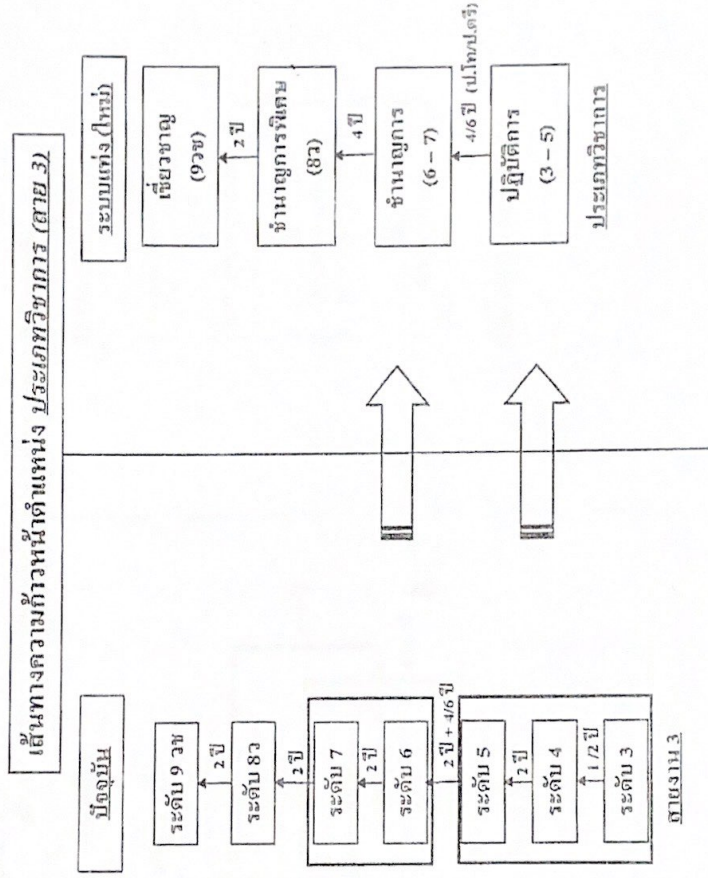 เส้นทางความก้าวหน้าตำแหน่ง ประเภทวิชาการ (สาย 3)
ปัจจุบัน
ระดับ 9 วช
2 ปี
ระดับ 8ว
2 ปี
ระดับ 7
2 ปี
ระดับ 6
2 ปี + 4/6 ปี
ระดับ 5
2 ปี
ระดับ 4
1/2 ปี
ระดับ 3
สายงาน 3
ระบบแท่ง (ใหม่)
เชี่ยวชาญ
(9วช)
2 ปี
ชำนาญการพิเศษ
(8ว)
4 ปี
ชำนาญการ
(6 – 7)
4/6 ปี (ป.โท/ป.ตรี)
ปฏิบัติการ
(3 – 5)
ประเภทวิชาการ